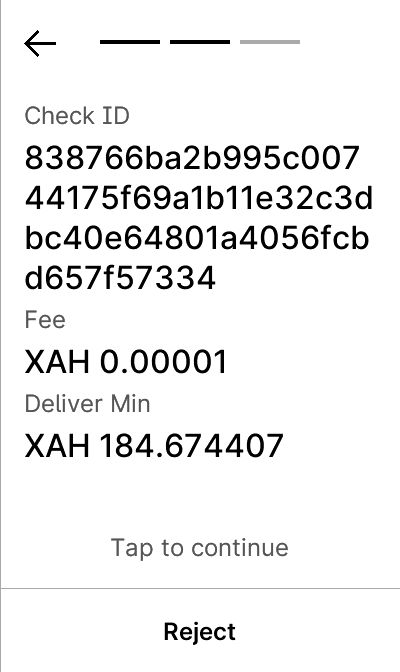 Check ID
838766ba2b995c007
44175f69a1b11e32c3d
bc40e64801a4056fcb
d657f57334
Fee
XAH 0.00001
Deliver Min
XAH 184.674407
Tap to continue
Reject